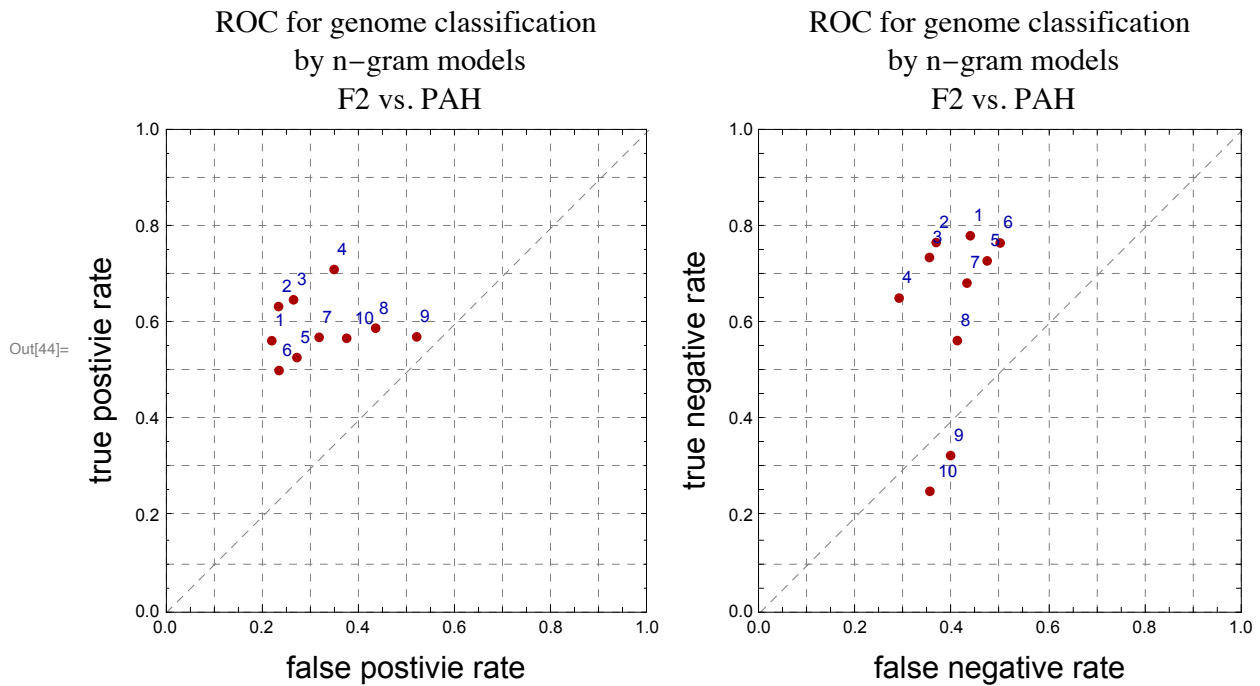 ROC for genome classification
by n−gram models
F2 vs. PAH
1.0
0.8
0.6
0.4
0.2
0.0
0.0 0.2 0.4 0.6 0.8 1.0
4
2 3
1
7 10 8 9
5
6
true postivie rate
false postivie rate
Out[44]=
ROC for genome classification
by n−gram models
F2 vs. PAH
1.0
0.8
0.6
0.4
0.2
0.0
0.0 0.2 0.4 0.6 0.8 1.0
2 1 6
3 5
4 7
8
9
10
true negative rate
false negative rate